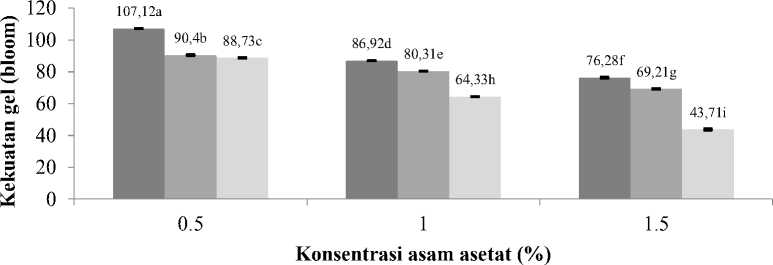 Kekuatan gel (bloom)
120
100
80
60
40
20
0
107,12a
90,4b
88,73c
86,92d
80,31e
64,33h
76,28f
69,21g
43,71i
0.5
1
1.5
Konsentrasi asam asetat (%)